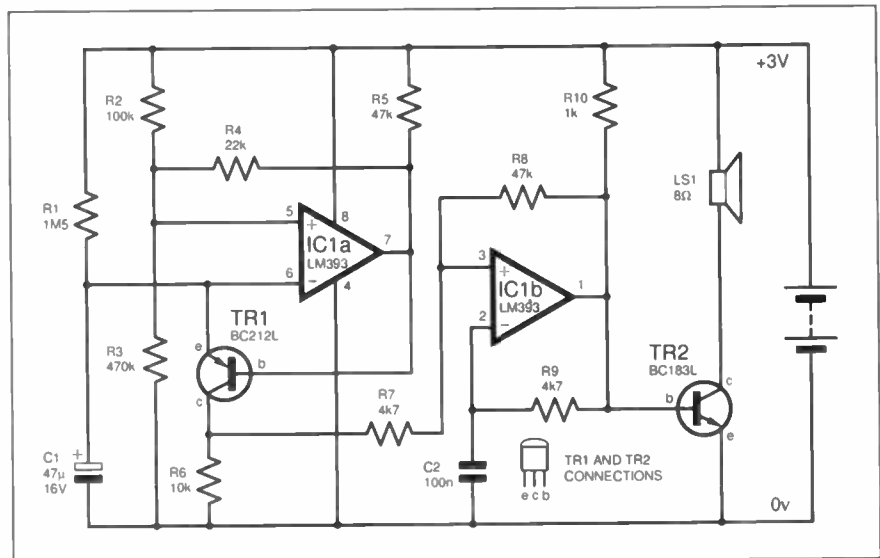 +3V
R2
100k
R5
47k
R10
1k
R4
22k
R8
47k
LS1
8Ω
R1
1M5
5
+
8
IC1a
LM393
7
6
−
4
3
+
IC1b
LM393
1
2
−
TR1
BC212L
e
b
c
R3
470k
R7
4k7
R9
4k7
TR2
BC183L
c
b
e
C1
+
47µ
16V
R6
10k
C2
100n
e c b
TR1 AND TR2
CONNECTIONS
0v